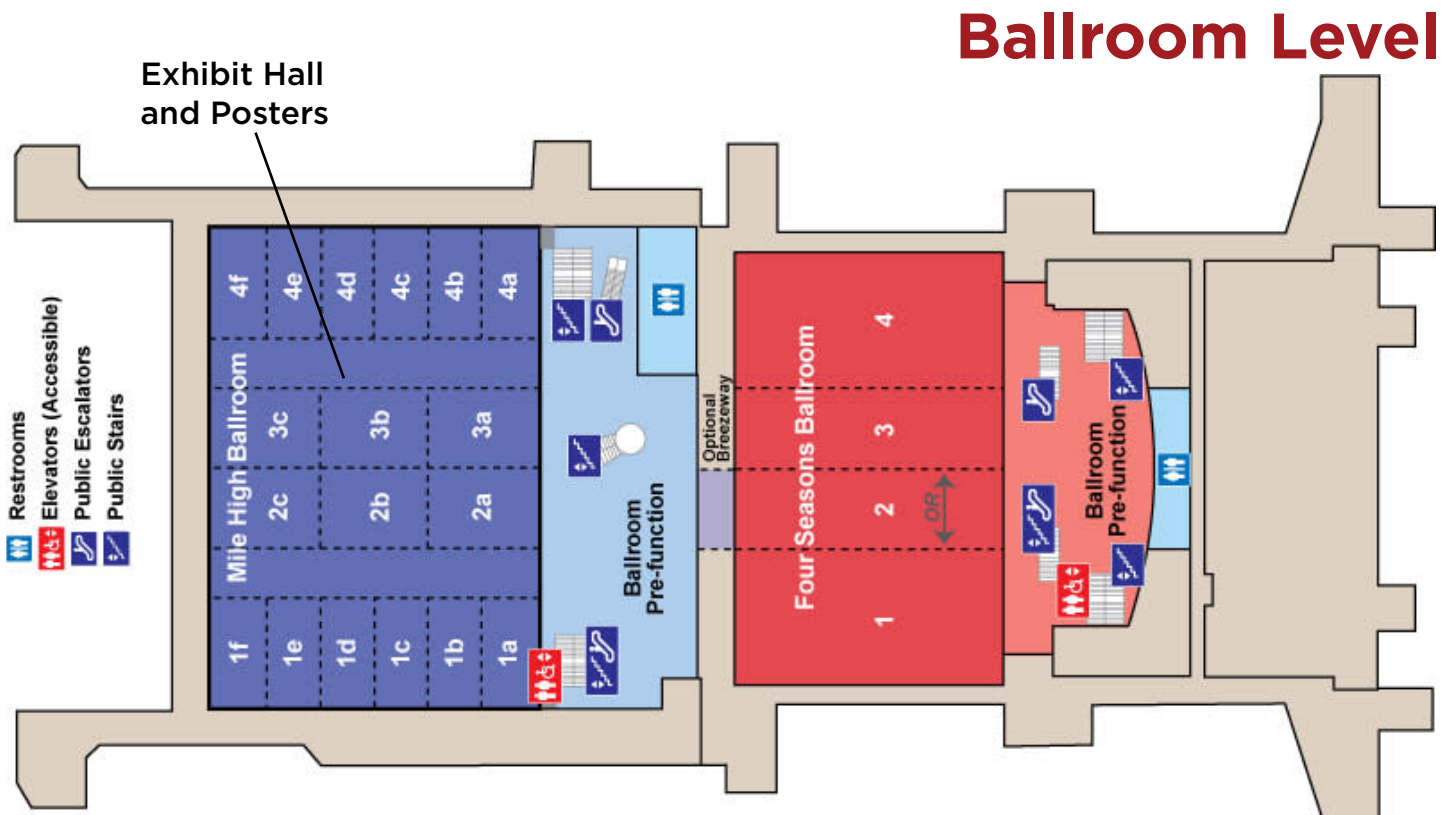 Ballroom Level
Exhibit Hall
and Posters
Restrooms
Elevators (Accessible)
Public Escalators
Public Stairs
Mile High Ballroom
4f
4e
4d
4c
4b
4a
3c
3b
3a
2c
2b
2a
1f
1e
1d
1c
1b
1a
Ballroom
Pre-function
Optional
Breezeway
Four Seasons Ballroom
4
3
2
OR
1
Ballroom
Pre-function